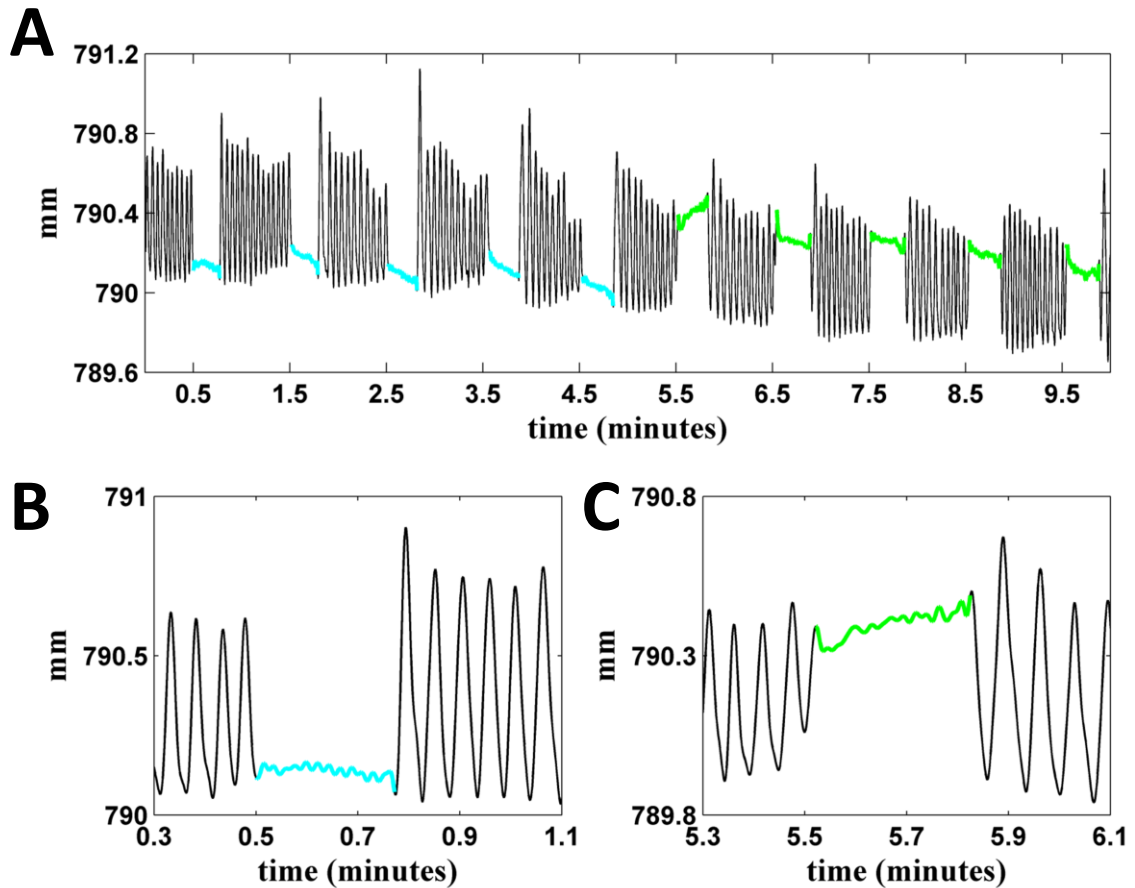 A
791.2
790.8
790.4
790
789.6
mm
0.5 1.5 2.5 3.5 4.5 5.5 6.5 7.5 8.5 9.5
time (minutes)
B
791
790.5
790
mm
0.3 0.5 0.7 0.9 1.1
time (minutes)
C
790.8
790.3
789.8
mm
5.3 5.5 5.7 5.9 6.1
time (minutes)